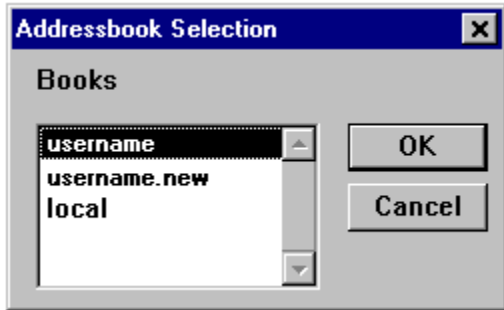 Addressbook Selection
Books
username
username.new
local
OK
Cancel